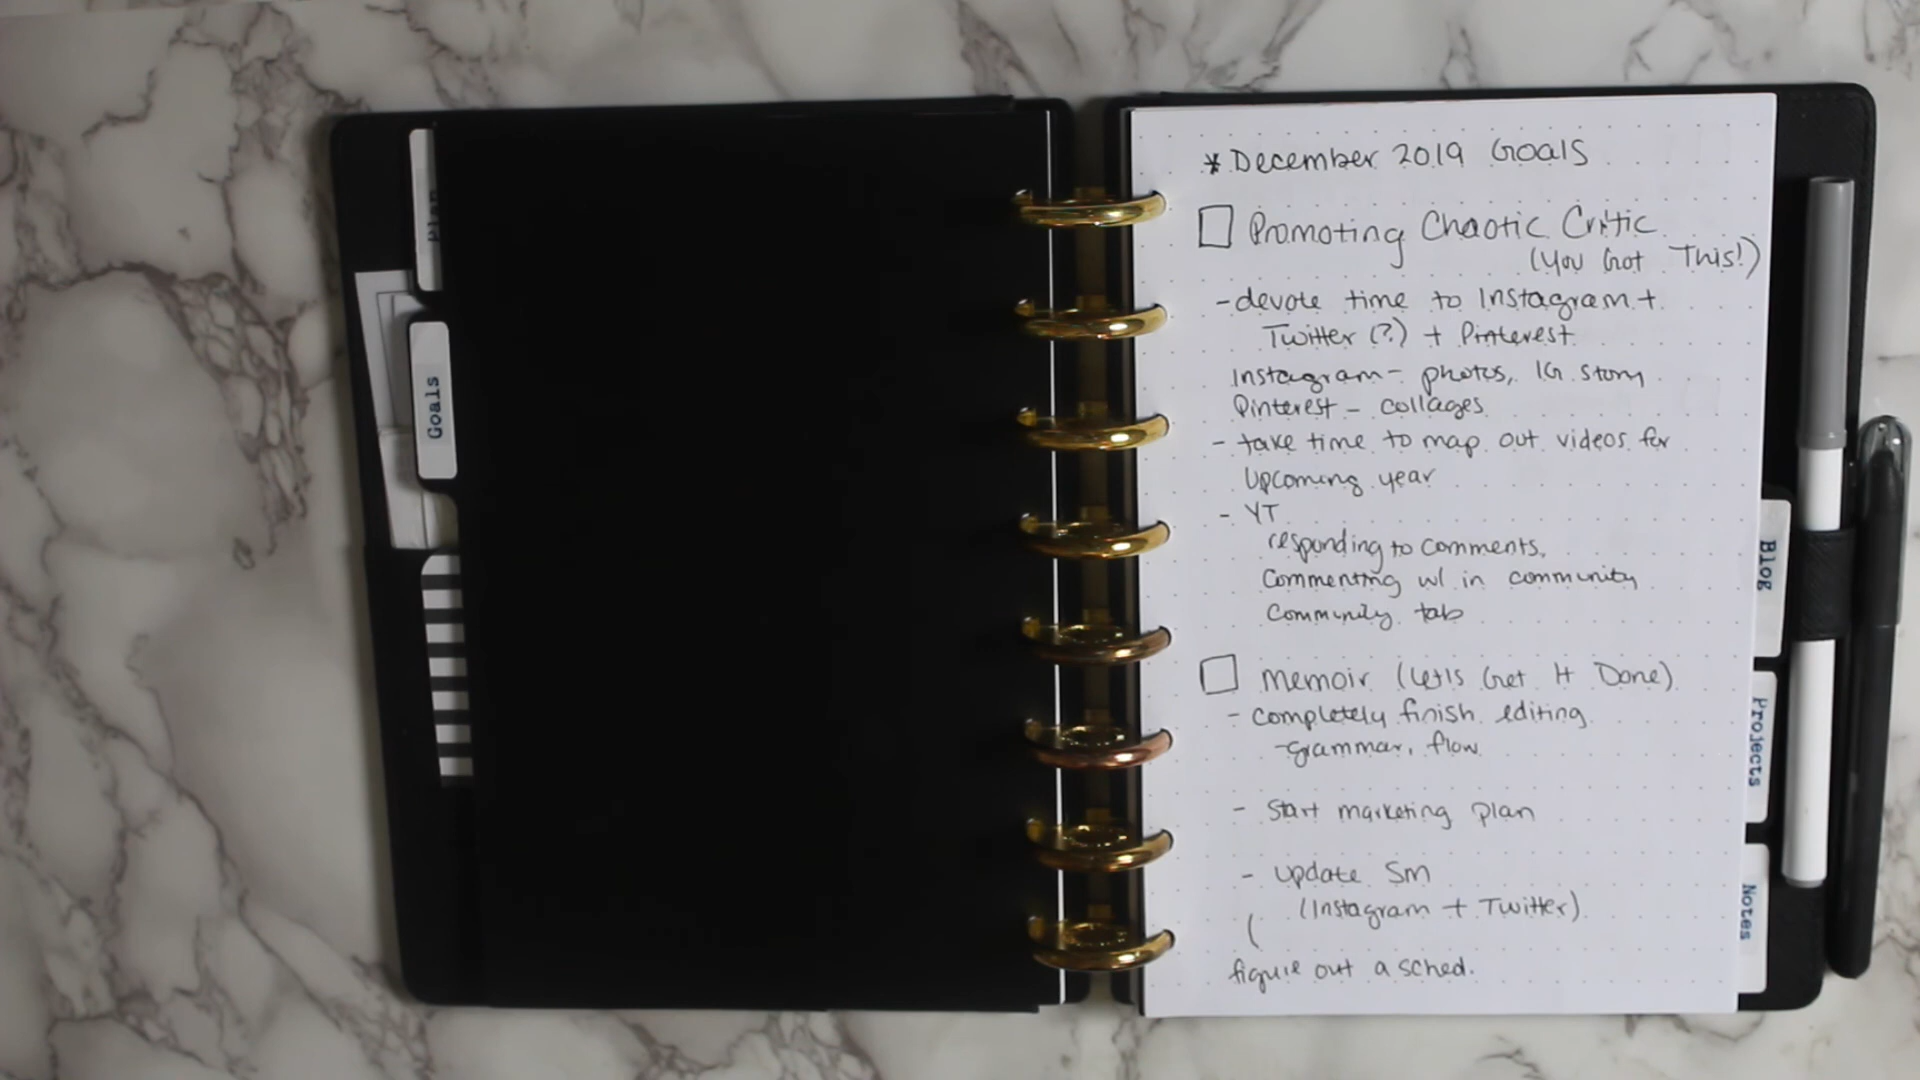 Plan
Goals
* December 2019 Goals
Promoting Chaotic Critic
(You Got This!)
- devote time to Instagram +
Twitter (?) + Pinterest
Instagram - photos, IG story
Pinterest - collages
- take time to map out videos for
upcoming year
- YT
responding to comments,
commenting w/ in community
community tab
Memoir (Let's Get It Done)
- completely finish editing
- grammar, flow
- Start marketing plan
- update SM
(Instagram + Twitter)
(
figure out a sched.
Blog
Projects
Notes